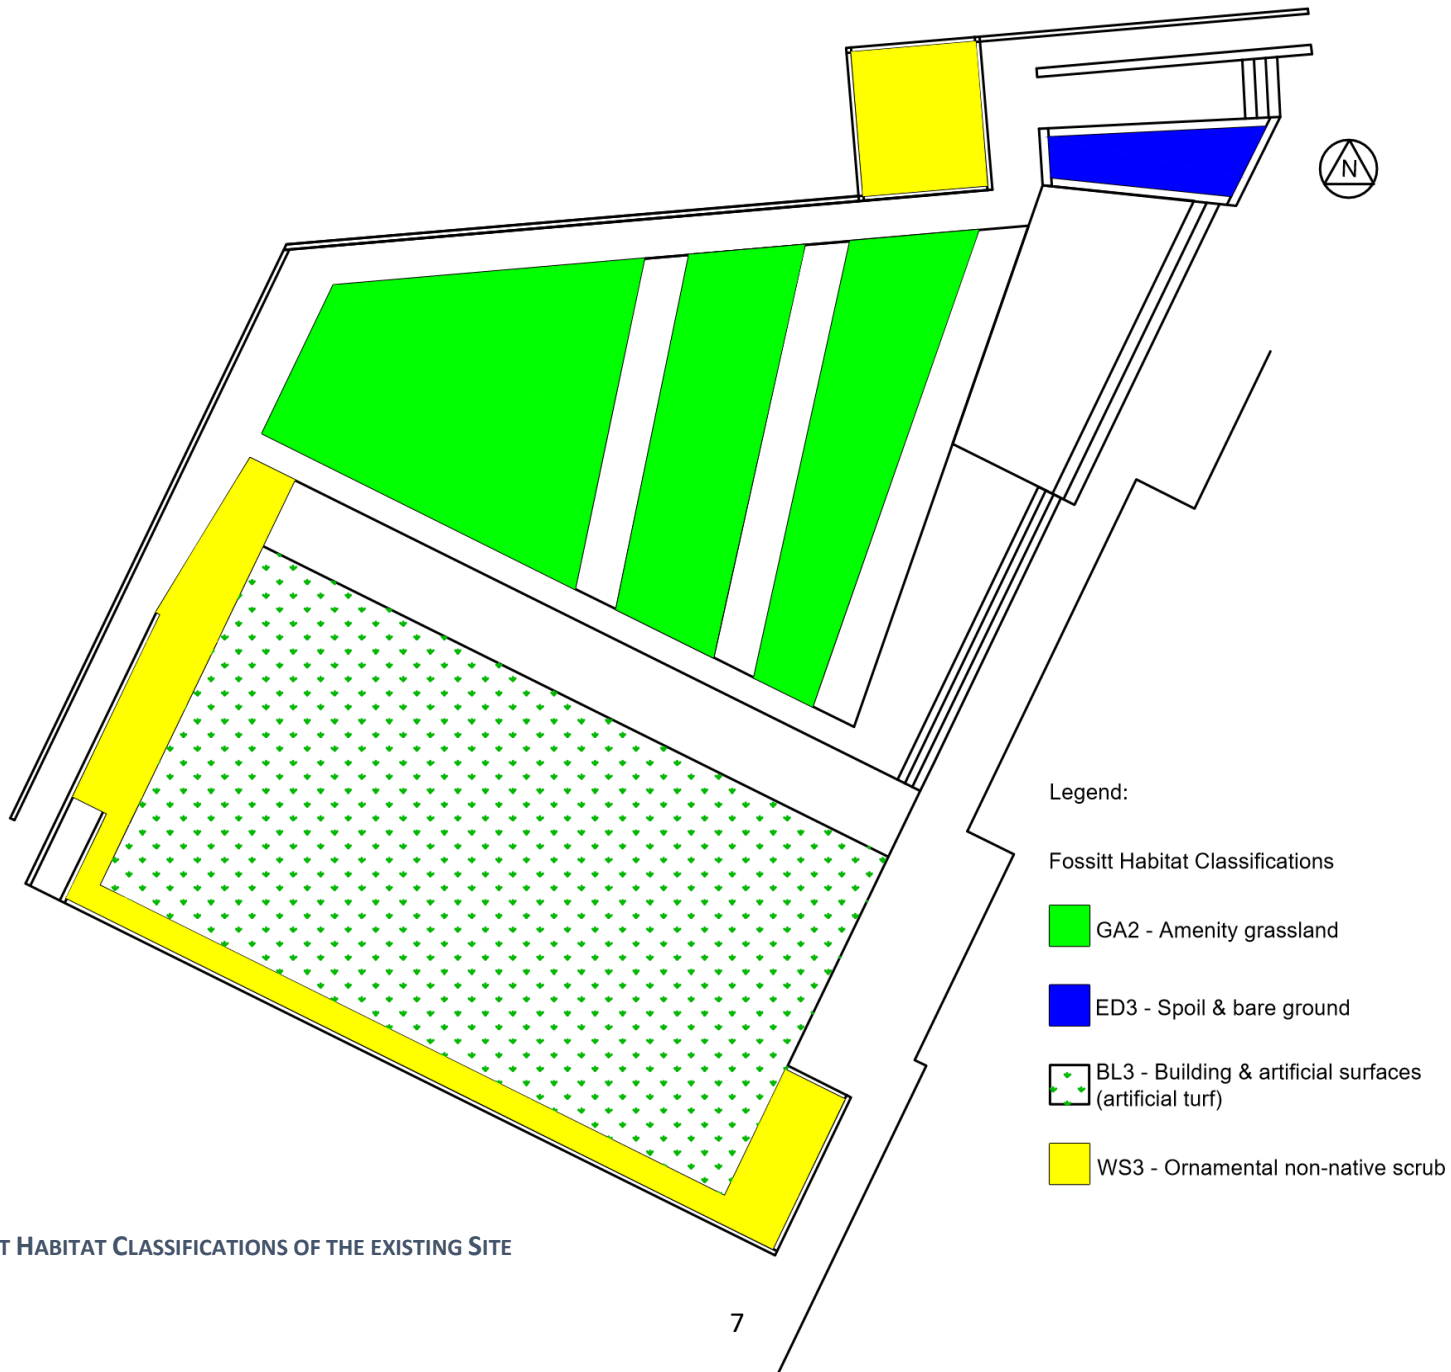 N
Legend:
Fossitt Habitat Classifications
GA2 - Amenity grassland
ED3 - Spoil & bare ground
BL3 - Building & artificial surfaces
(artificial turf)
WS3 - Ornamental non-native scrub
T HABITAT CLASSIFICATIONS OF THE EXISTING SITE
7